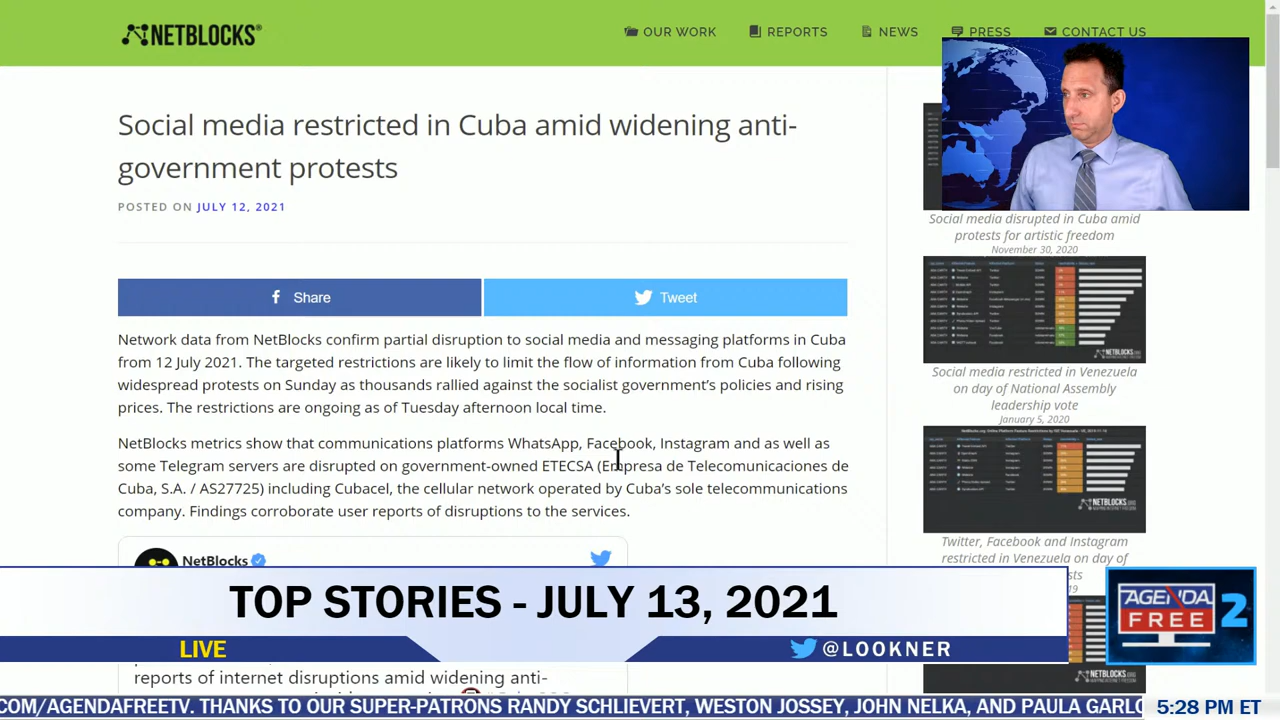 NETBLOCKS®
OUR WORK
REPORTS
NEWS
PRESS
CONTACT US
Social media restricted in Cuba amid widening anti-
government protests
POSTED ON JULY 12, 2021
Share
Tweet
Network data from NetBlocks confirm partial disruption to social media and messaging platforms in Cuba
from 12 July 2021. The targeted restrictions are likely to limit the flow of information from Cuba following
widespread protests on Sunday as thousands rallied against the socialist government's policies and rising
prices. The restrictions are ongoing as of Tuesday afternoon local time.
NetBlocks metrics show that communications platforms WhatsApp, Facebook, Instagram and as well as
some Telegram servers are disrupted on government-owned ETECSA (Empresa de Telecomunicaciones de
Cuba, S.A. / AS27725) including Cubacel, the cellular network operated by Cuba's sole telecommunications
company. Findings corroborate user reports of disruptions to the services.
NetBlocks
reports of internet disruptions amid widening anti-
Social media disrupted in Cuba amid
protests for artistic freedom
November 30, 2020
NETBLOCKS.ORG
Social media restricted in Venezuela
on day of National Assembly
leadership vote
January 5, 2020
NETBLOCKS.ORG
Twitter, Facebook and Instagram
restricted in Venezuela on day of
NETBLOCKS.ORG
TOP STORIES - JULY 13, 2021
LIVE
@LOOKNER
AGENDA
FREE
2
COM/AGENDAFREETV. THANKS TO OUR SUPER-PATRONS RANDY SCHLIEVERT, WESTON JOSSEY, JOHN NELKA, AND PAULA GARLO
5:28 PM ET